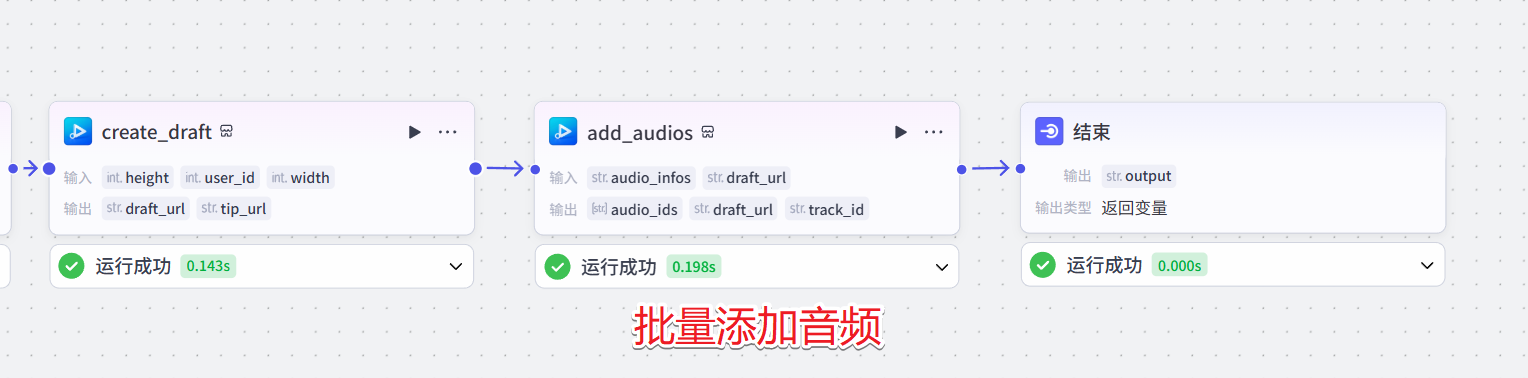 create_draft
输入 int. height int. user_id int. width
输出 str. draft_url str. tip_url
运行成功 0.143s
add_audios
输入 str. audio_infos str. draft_url
输出 [str] audio_ids str. draft_url str. track_id
运行成功 0.198s
结束
输出 str. output
输出类型 返回变量
运行成功 0.000s
批量添加音频